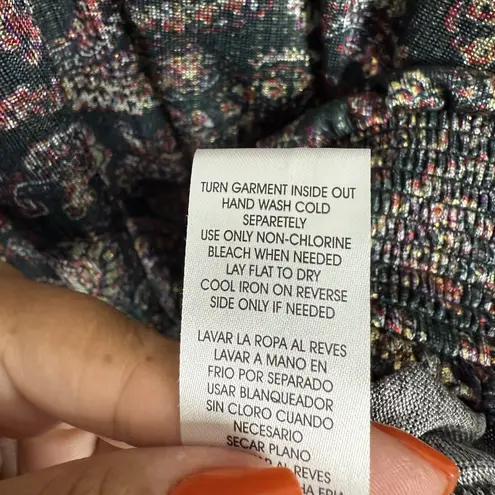 TURN GARMENT INSIDE OUT
HAND WASH COLD
SEPARETELY
USE ONLY NON-CHLORINE
BLEACH WHEN NEEDED
LAY FLAT TO DRY
COOL IRON ON REVERSE
SIDE ONLY IF NEEDED
LAVAR LA ROPA AL REVES
LAVAR A MANO EN
FRIO POR SEPARADO
USAR BLANQUEADOR
SIN CLORO CUANDO
NECESARIO
SECAR PLANO
AL REVES